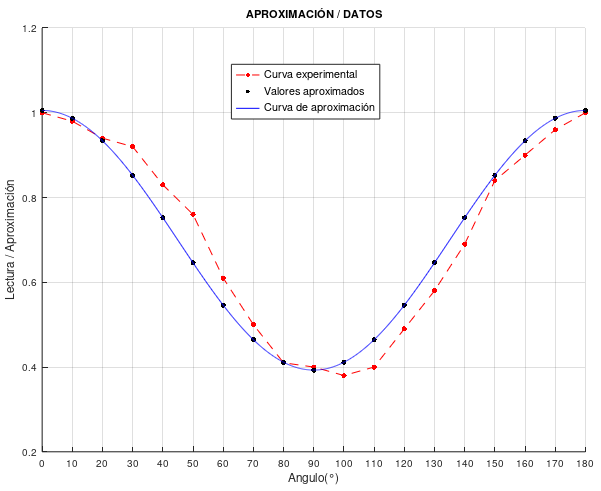 APROXIMACIÓN / DATOS
1.2
1
0.8
0.6
0.4
0.2
Lectura / Aproximación
Curva experimental
Valores aproximados
Curva de aproximación
0 10 20 30 40 50 60 70 80 90 100 110 120 130 140 150 160 170 180
Angulo(°)